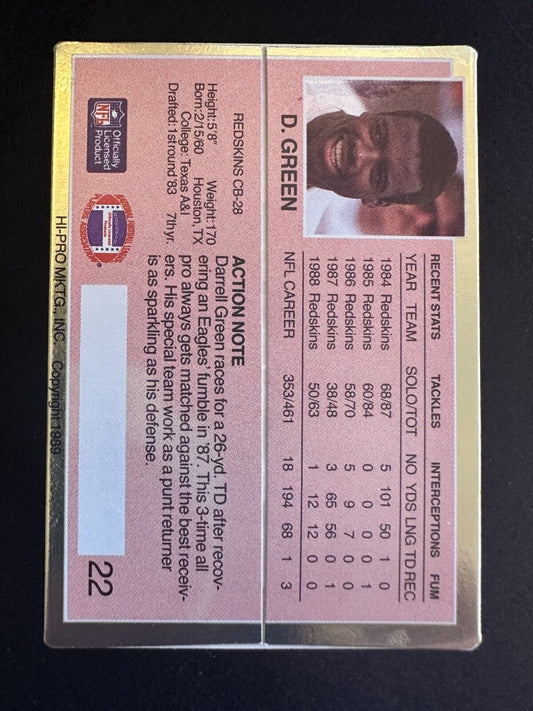 D. GREEN
RECENT STATS TACKLES INTERCEPTIONS FUM
YEAR TEAM SOLO/TOT NO YDS LNG TD REC
1984 Redskins 68/87 5 101 50 1 0
1985 Redskins 60/84 0 0 0 0 1
1986 Redskins 58/70 5 9 7 0 0
1987 Redskins 38/48 3 65 56 0 1
1988 Redskins 50/63 1 12 12 0 0
NFL CAREER 353/461 18 194 68 1 3
REDSKINS CB-28
Height: 5'8" Weight: 170
Born: 2/15/60 Houston, TX
College: Texas A&I
Drafted: 1st round '83 7th yr.
ACTION NOTE
Darrell Green races for a 26-yd. TD after recov-
ering an Eagles' fumble in '87. This 3-time all
pro always gets matched against the best receiv-
ers. His special team work as a punt returner
is as sparkling as his defense.
NFL
Officially
Licensed
Product
22
HI-PRO MKTG., INC. Copyright 1989